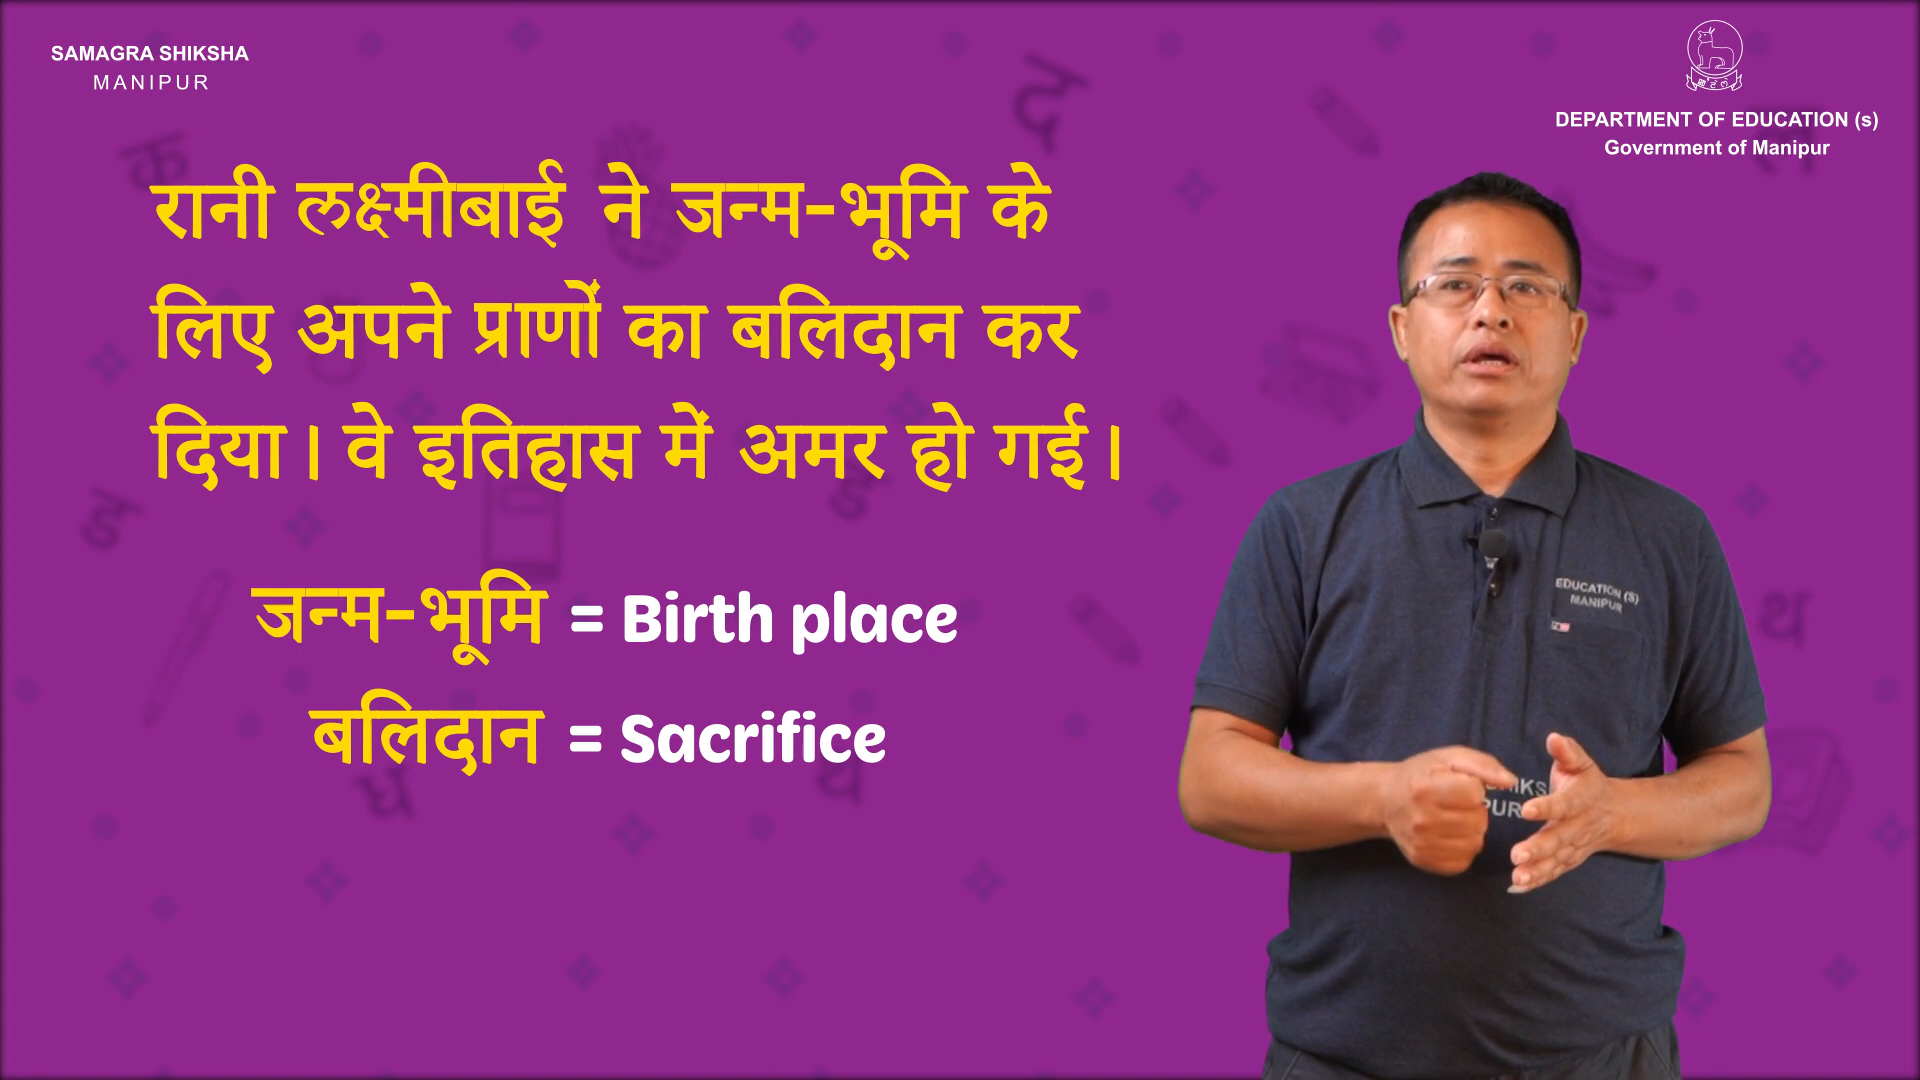 SAMAGRA SHIKSHA
MANIPUR
DEPARTMENT OF EDUCATION (s)
Government of Manipur
रानी लक्ष्मीबाई ने जन्म-भूमि के
लिए अपने प्राणों का बलिदान कर
दिया। वे इतिहास में अमर हो गई।
जन्म-भूमि = Birth place
बलिदान = Sacrifice
EDUCATION (S)
MANIPUR